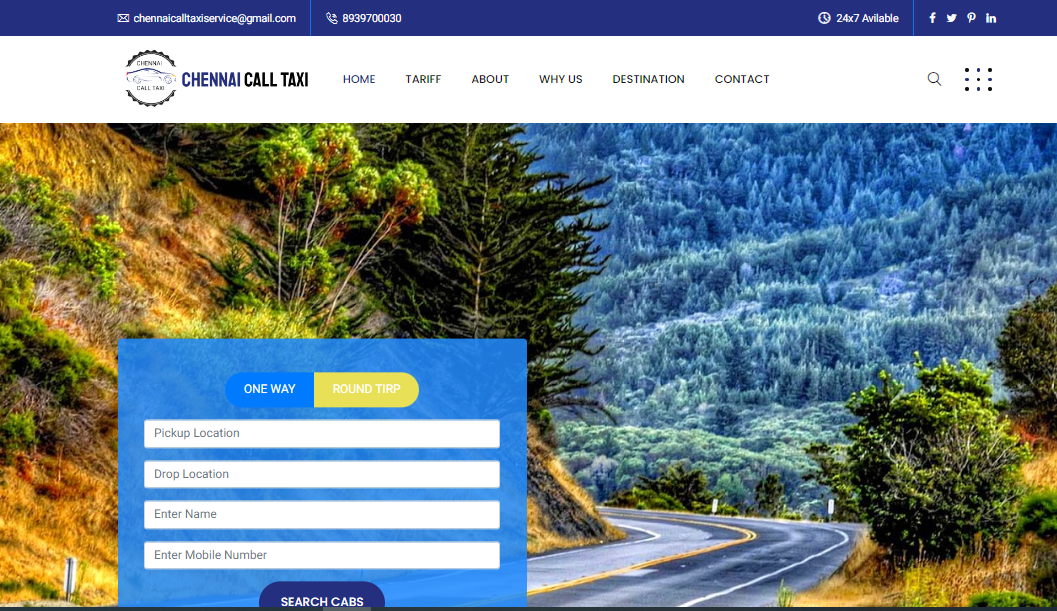 chennaicalltaxiservice@gmail.com
8939700030
24x7 Avilable
CHENNAI
CALL TAXI
CHENNAI CALL TAXI
HOME
TARIFF
ABOUT
WHY US
DESTINATION
CONTACT
ONE WAY
ROUND TIRP
Pickup Location
Drop Location
Enter Name
Enter Mobile Number
SEARCH CABS